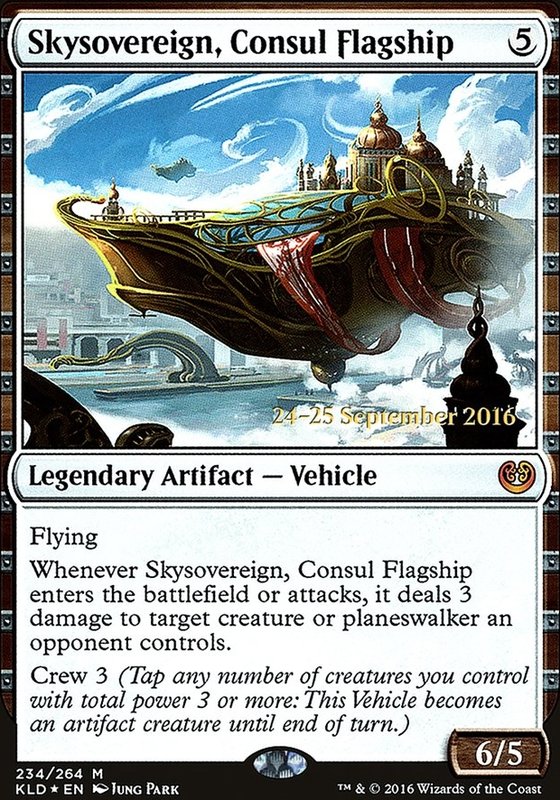 Skysovereign, Consul Flagship 5
24-25 September 2016
Legendary Artifact — Vehicle
Flying
Whenever Skysovereign, Consul Flagship
enters the battlefield or attacks, it deals 3
damage to target creature or planeswalker an
opponent controls.
Crew 3 (Tap any number of creatures you control
with total power 3 or more: This Vehicle becomes
an artifact creature until end of turn.)
6/5
234/264 M
KLD ★ EN Jung Park
™ & © 2016 Wizards of the Coast